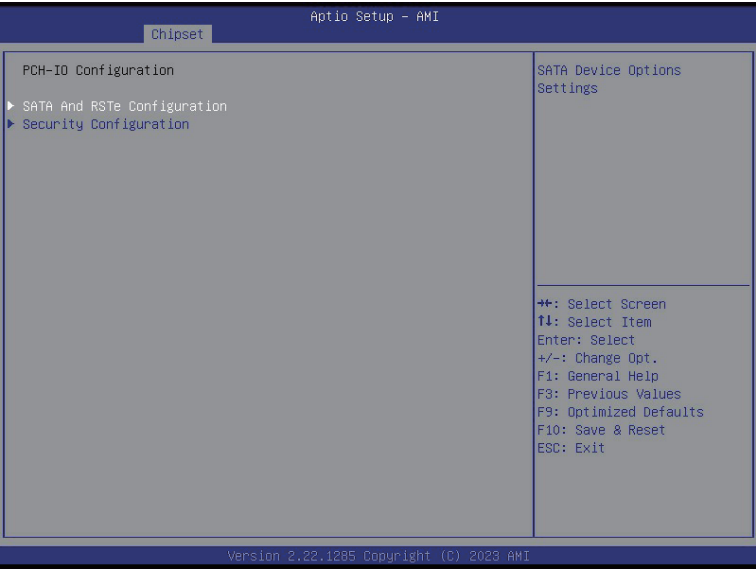 Aptio Setup – AMI
Chipset
PCH-IO Configuration
SATA And RSTe Configuration
Security Configuration
SATA Device Options
Settings
→←: Select Screen
↑↓: Select Item
Enter: Select
+/-: Change Opt.
F1: General Help
F3: Previous Values
F9: Optimized Defaults
F10: Save & Reset
ESC: Exit
Version 2.22.1285 Copyright (C) 2023 AMI